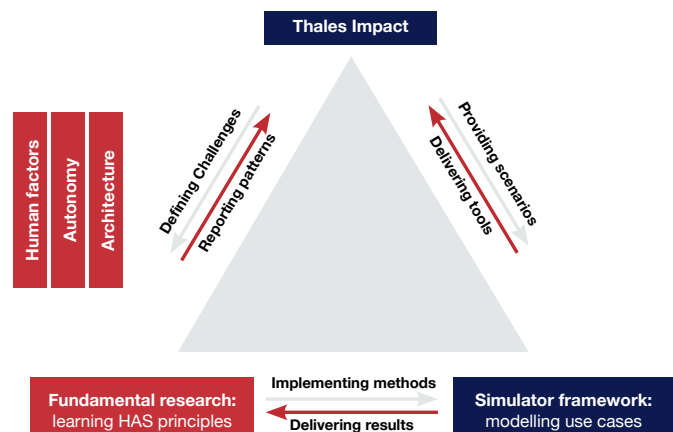 Thales Impact
Human factors
Autonomy
Architecture
Defining Challenges
Reporting patterns
Providing scenarios
Delivering tools
Fundamental research:
learning HAS principles
Implementing methods
Delivering results
Simulator framework:
modelling use cases